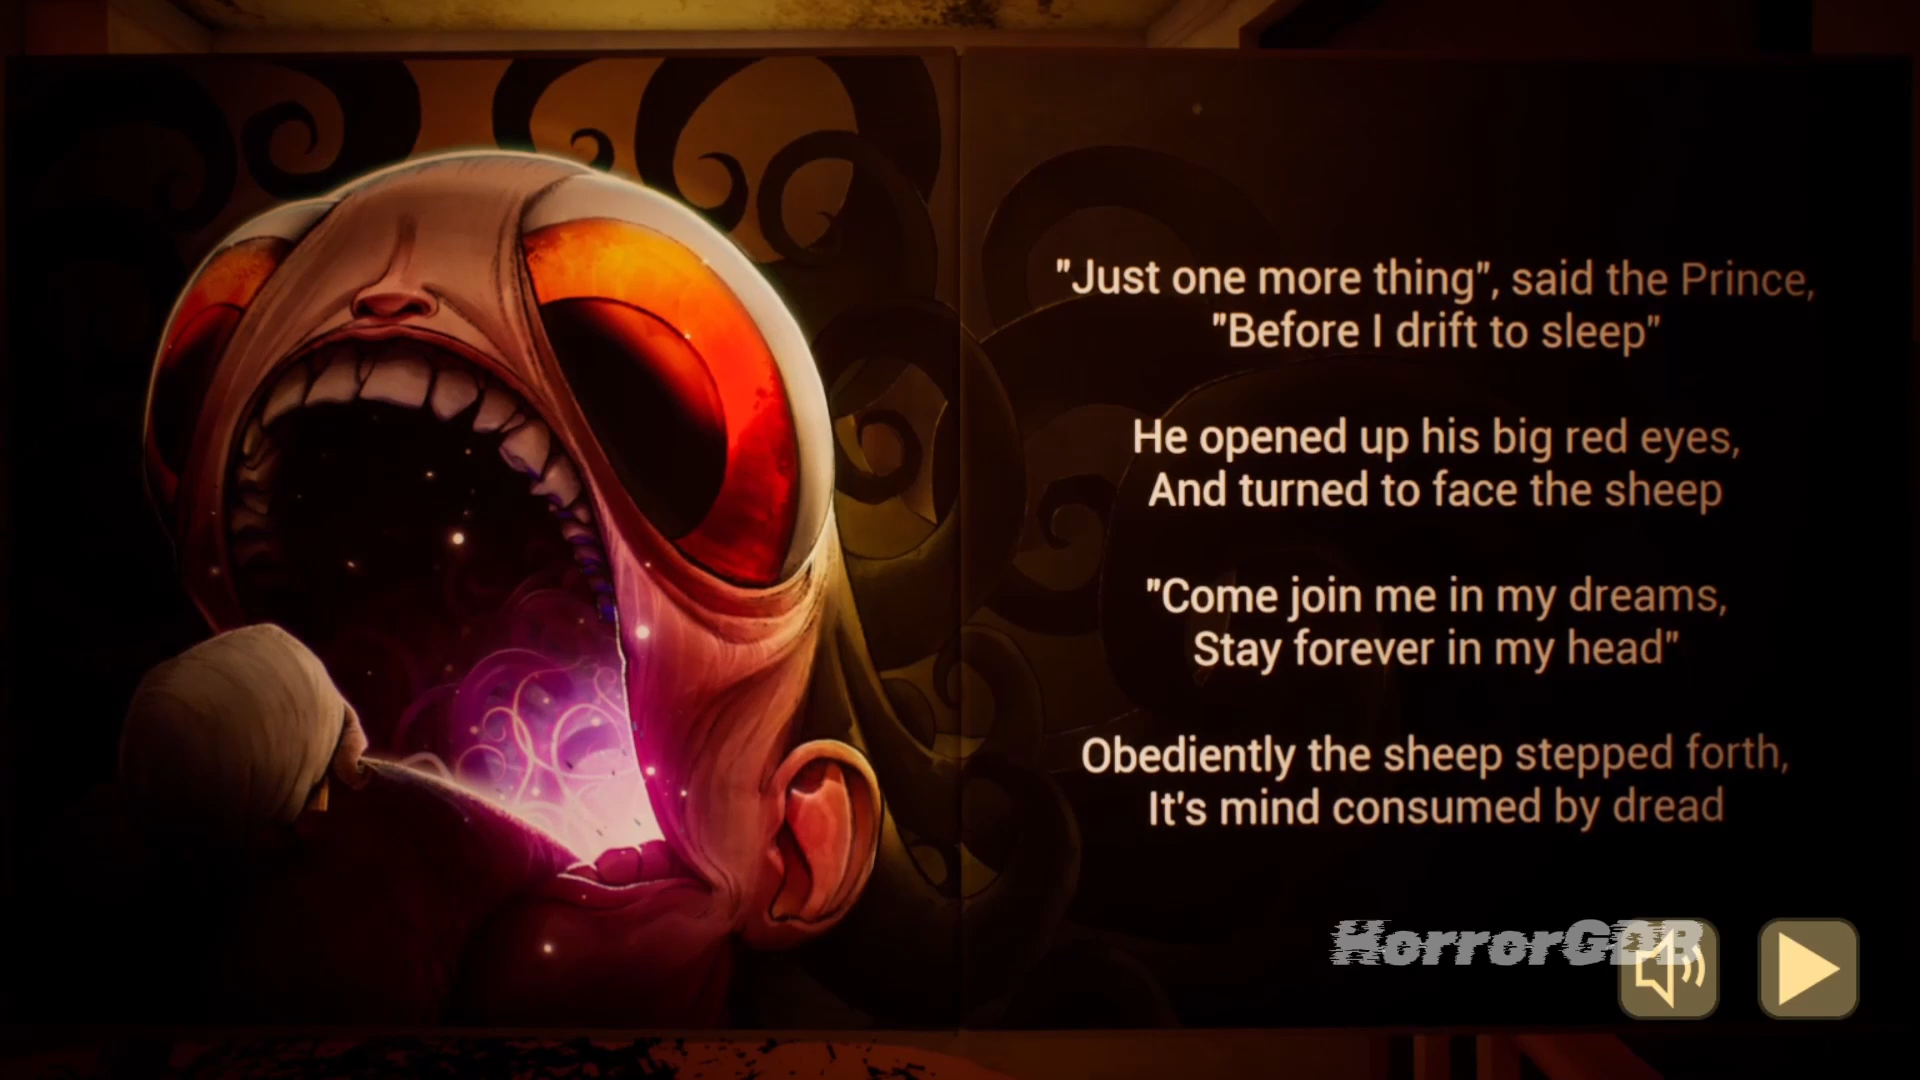 "Just one more thing", said the Prince,
"Before I drift to sleep"
He opened up his big red eyes,
And turned to face the sheep
"Come join me in my dreams,
Stay forever in my head"
Obediently the sheep stepped forth,
It's mind consumed by dread
HorrorGDB